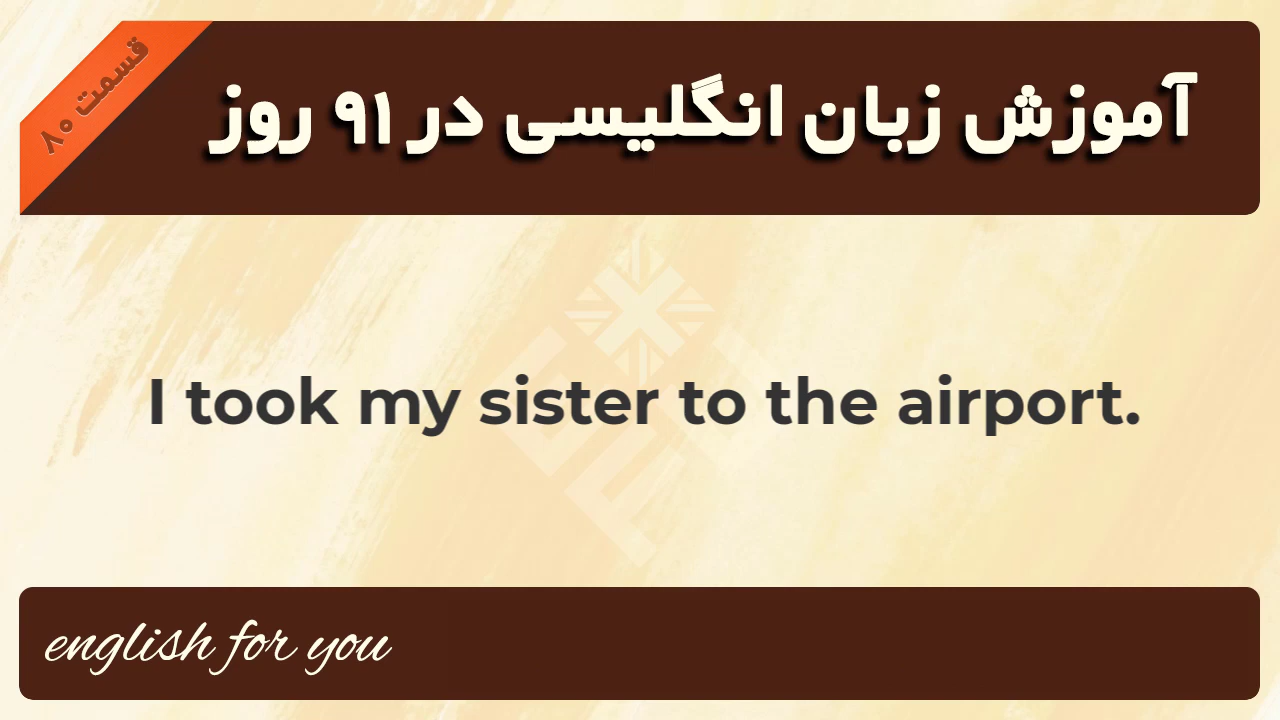 قسمت ۸۰
آموزش زبان انگلیسی در ۹۱ روز
I took my sister to the airport.
english for you